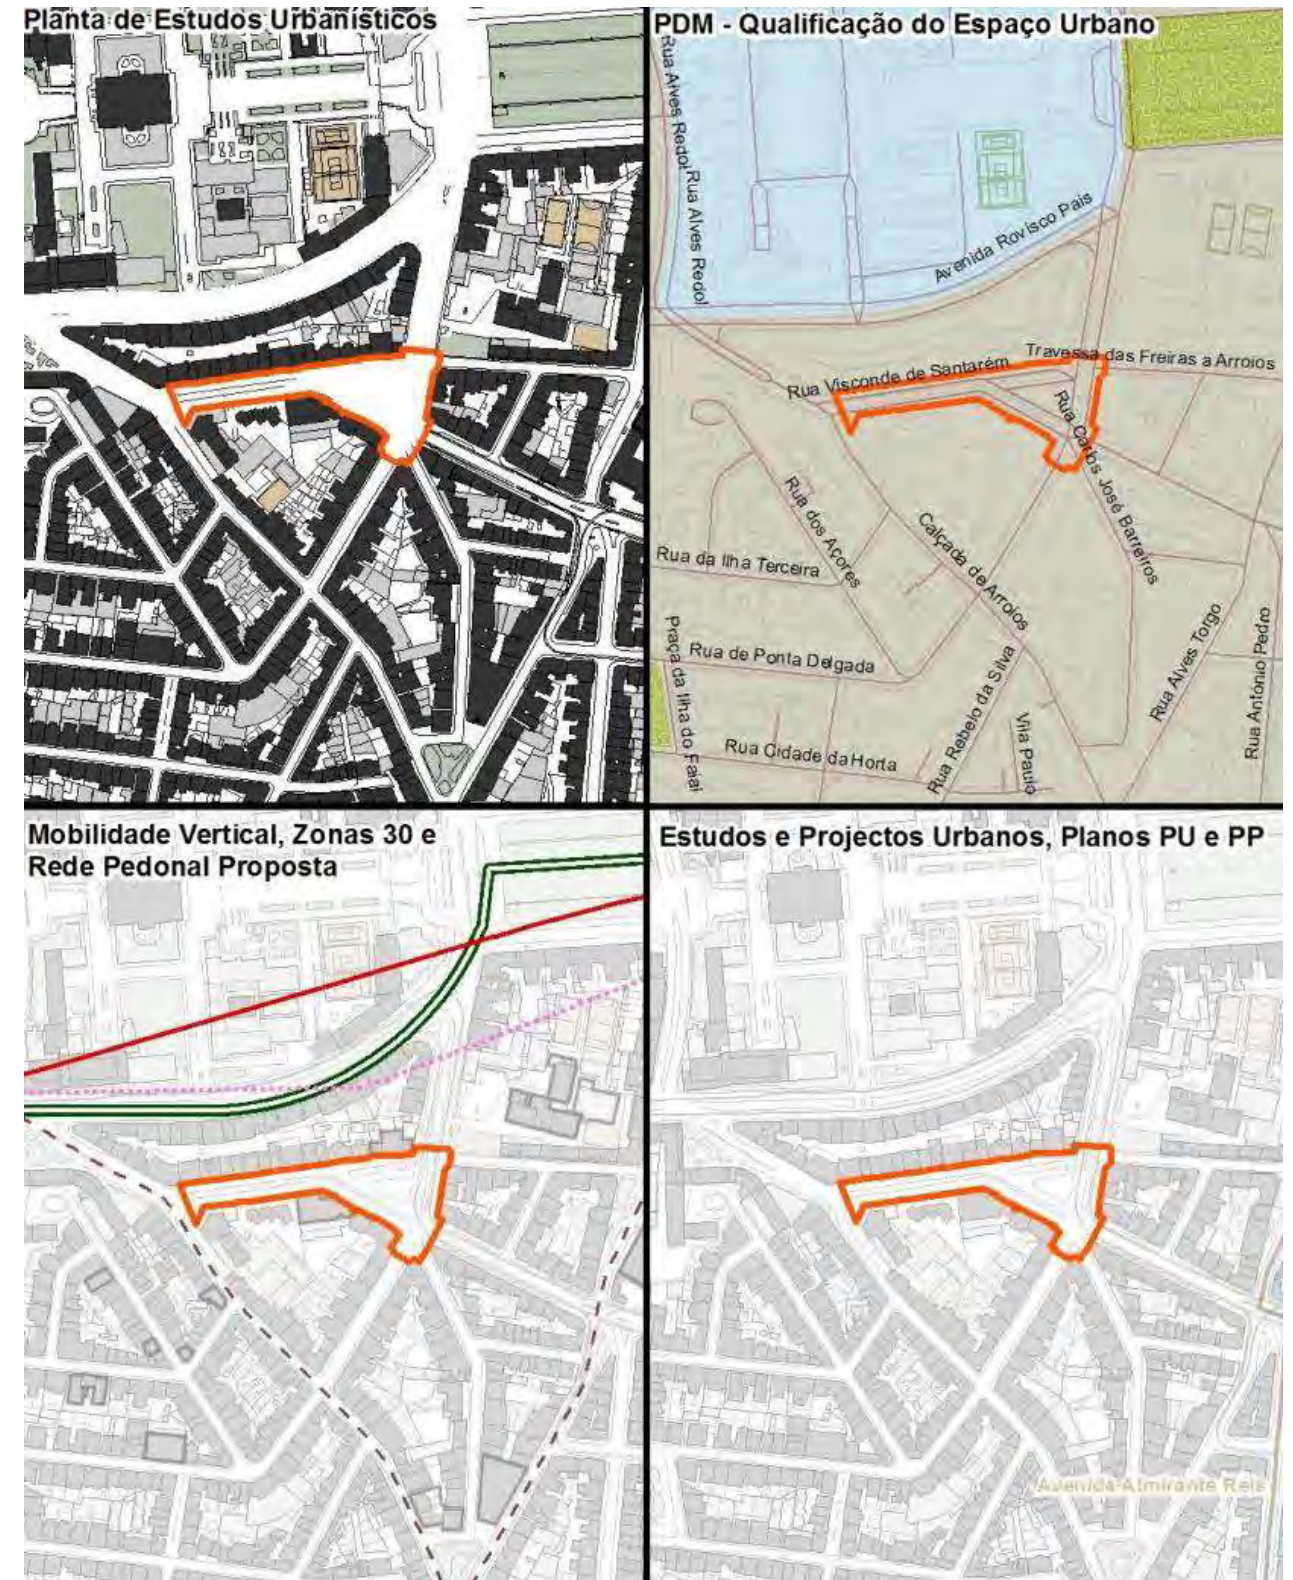 Planta de Estudos Urbanísticos
PDM - Qualificação do Espaço Urbano
Rua Alves Redol
Rua Alves Redol
Avenida Rovisco Pais
Travessa das Freiras a Arroios
Rua Visconde de Santarém
Rua Carlos José Barreiros
Rua dos Açores
Calçada de Arroios
Rua da Ilha Terceira
Praça da Ilha do Faial
Rua de Ponta Delgada
Rua Rebelo da Silva
Rua Alves Torgo
Rua António Pedro
Vila Paulo
Rua Cidade da Horta
Mobilidade Vertical, Zonas 30 e
Rede Pedonal Proposta
Estudos e Projectos Urbanos, Planos PU e PP
Avenida Almirante Reis